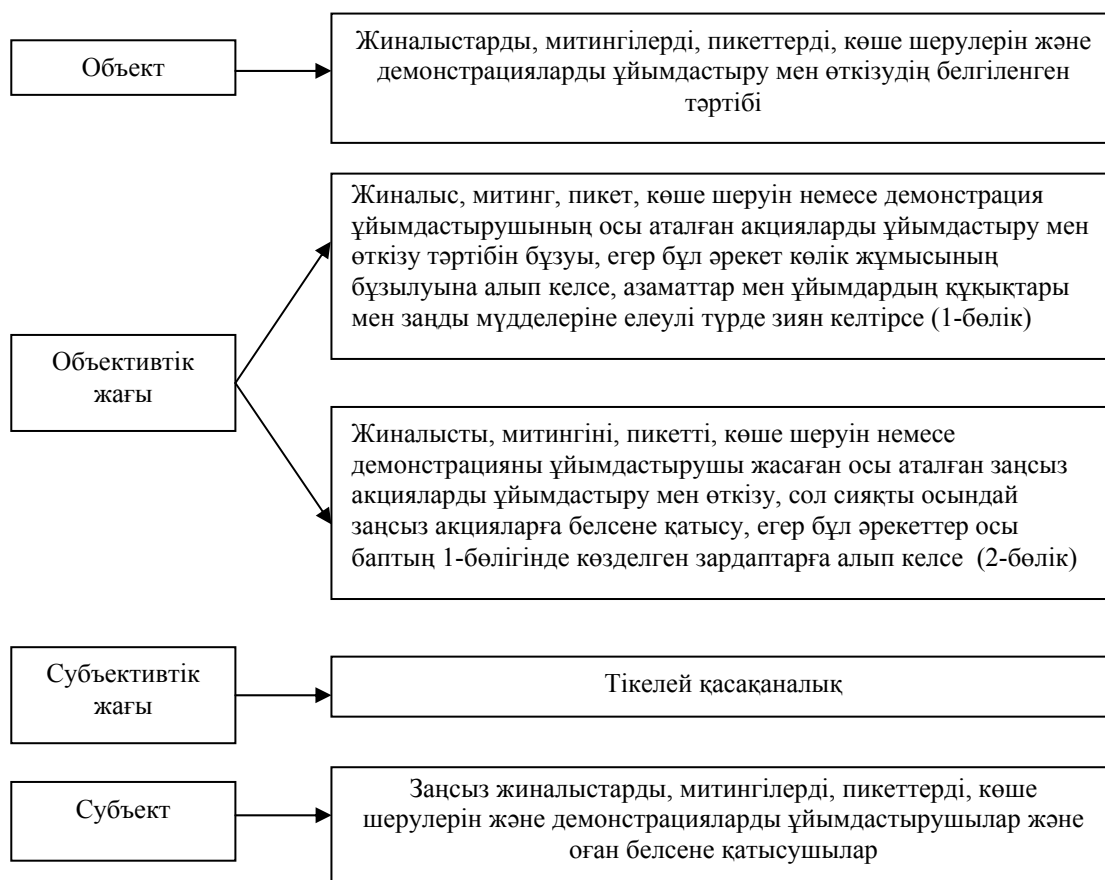 Объект
Жиналыстарды, митингілерді, пикеттерді, көше шерулерін және
демонстрацияларды ұйымдастыру мен өткізудің белгіленген
тәртібі
Объективтік
жағы
Жиналыс, митинг, пикет, көше шеруін немесе демонстрация
ұйымдастырушының осы аталған акцияларды ұйымдастыру мен
өткізу тәртібін бұзуы, егер бұл әрекет көлік жұмысының
бұзылуына алып келсе, азаматтар мен ұйымдардың құқықтары
мен заңды мүдделеріне елеулі түрде зиян келтірсе (1-бөлік)
Жиналысты, митингіні, пикетті, көше шеруін немесе
демонстрацияны ұйымдастырушы жасаған осы аталған заңсыз
акцияларды ұйымдастыру мен өткізу, сол сияқты осындай
заңсыз акцияларға белсене қатысу, егер бұл әрекеттер осы
баптың 1-бөлігінде көзделген зардаптарға алып келсе (2-бөлік)
Субъективтік
жағы
Тікелей қасақаналық
Субъект
Заңсыз жиналыстарды, митингілерді, пикеттерді, көше
шерулерін және демонстрацияларды ұйымдастырушылар және
оған белсене қатысушылар